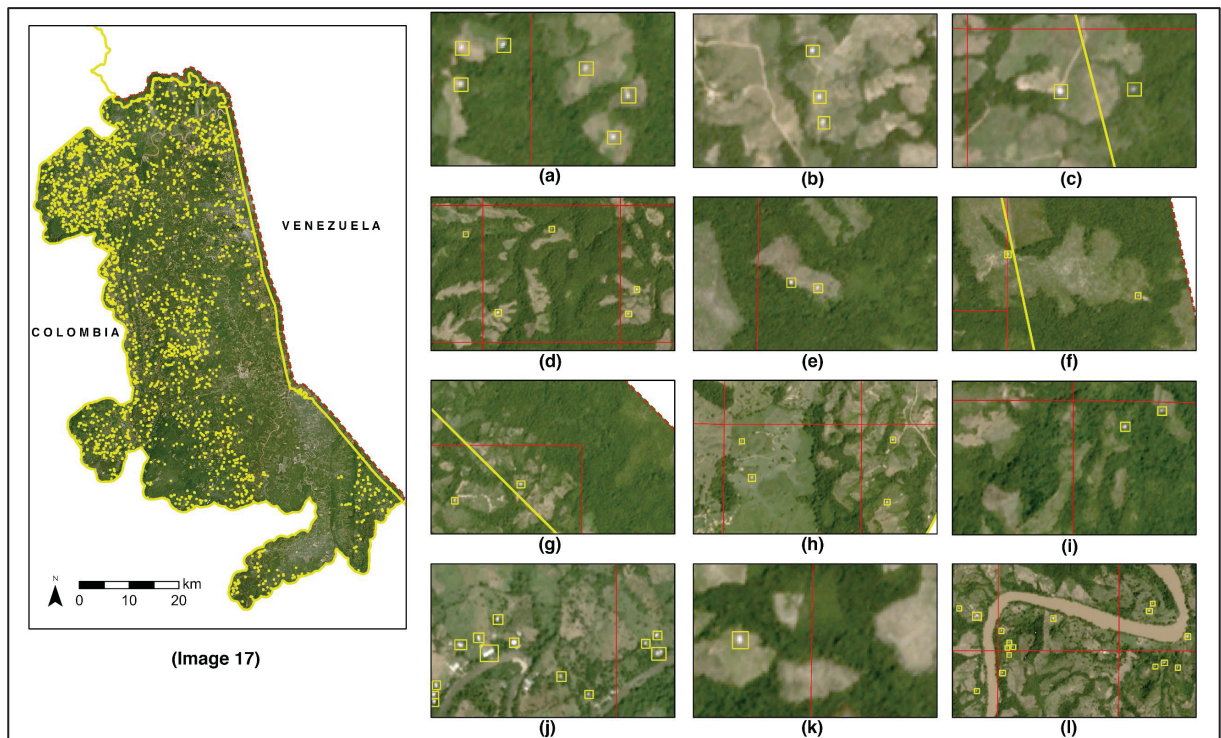 (a)
(b)
(c)
VENEZUELA
COLOMBIA
(d)
(e)
(f)
(g)
(h)
(i)
N
km
0 10 20
(Image 17)
(j)
(k)
(l)